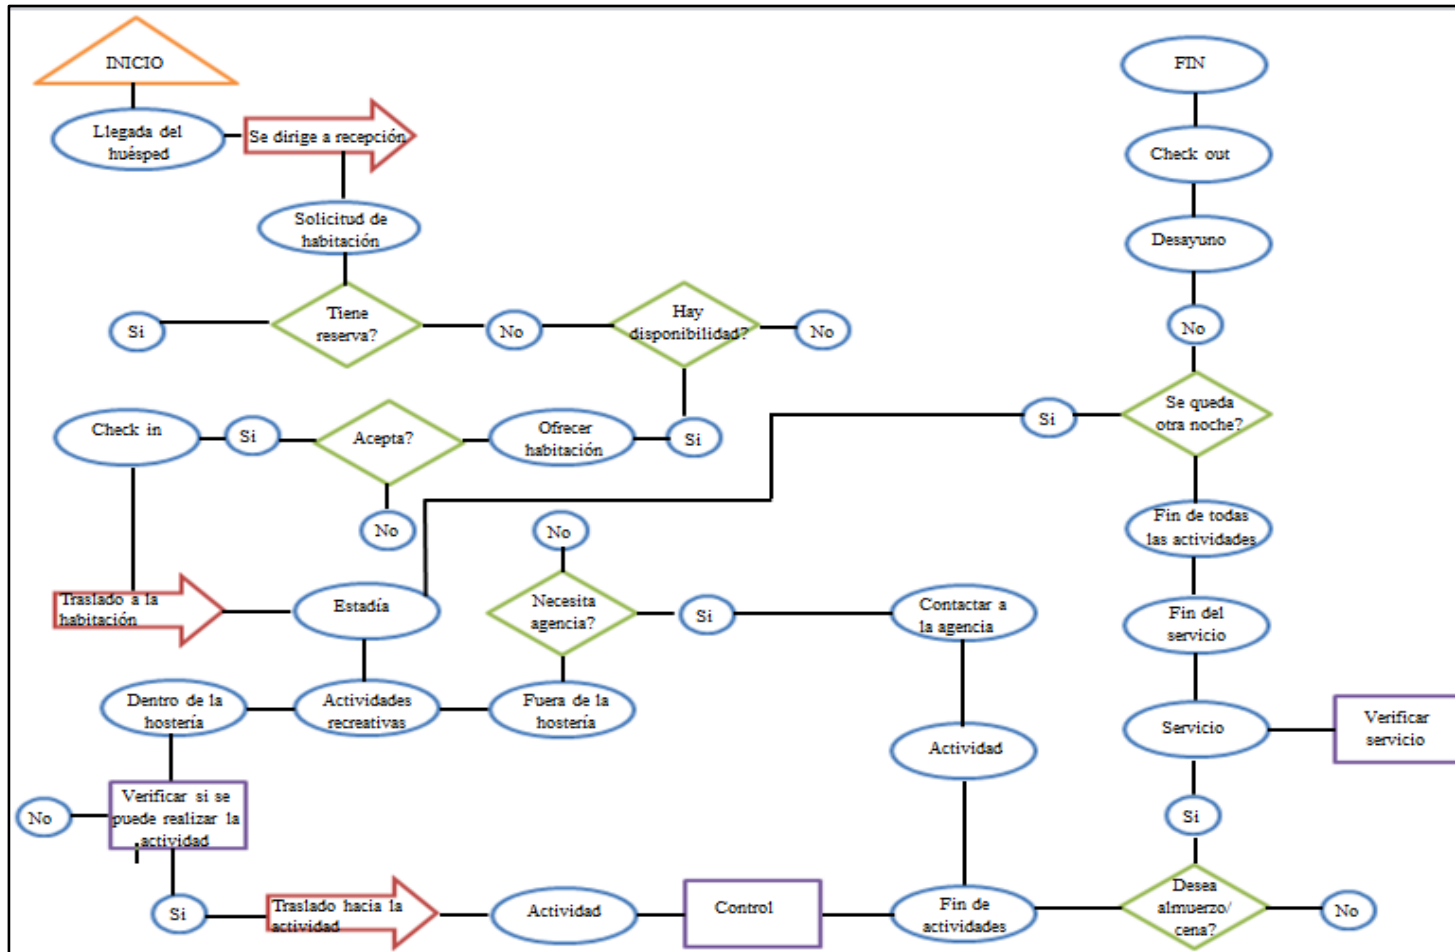 INICIO
FIN
Llegada del
huésped
Se dirige a recepción
Check out
Solicitud de
habitación
Desayuno
Si
Tiene
reserva?
No
Hay
disponibilidad?
No
No
Check in
Si
Acepta?
Ofrecer
habitación
Si
Si
Se queda
otra noche?
No
No
Fin de todas
las actividades
Traslado a la
habitación
Estadía
Necesita
agencia?
Si
Contactar a
la agencia
Fin del
servicio
Dentro de la
hostería
Actividades
recreativas
Fuera de la
hostería
Actividad
Servicio
Verificar
servicio
No
Verificar si se
puede realizar la
actividad
Si
Si
Traslado hacia la
actividad
Actividad
Control
Fin de
actividades
Desea
almuerzo/
cena?
No